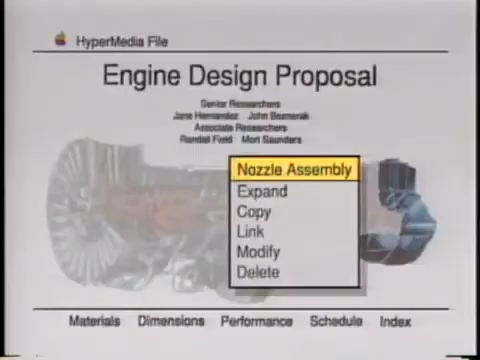 HyperMedia File
Engine Design Proposal
Senior Researchers
Jane Hernandez John Bozmerak
Associate Researchers
Randall Field Mort Saunders
Nozzle Assembly
Expand
Copy
Link
Modify
Delete
Materials Dimensions Performance Schedule Index